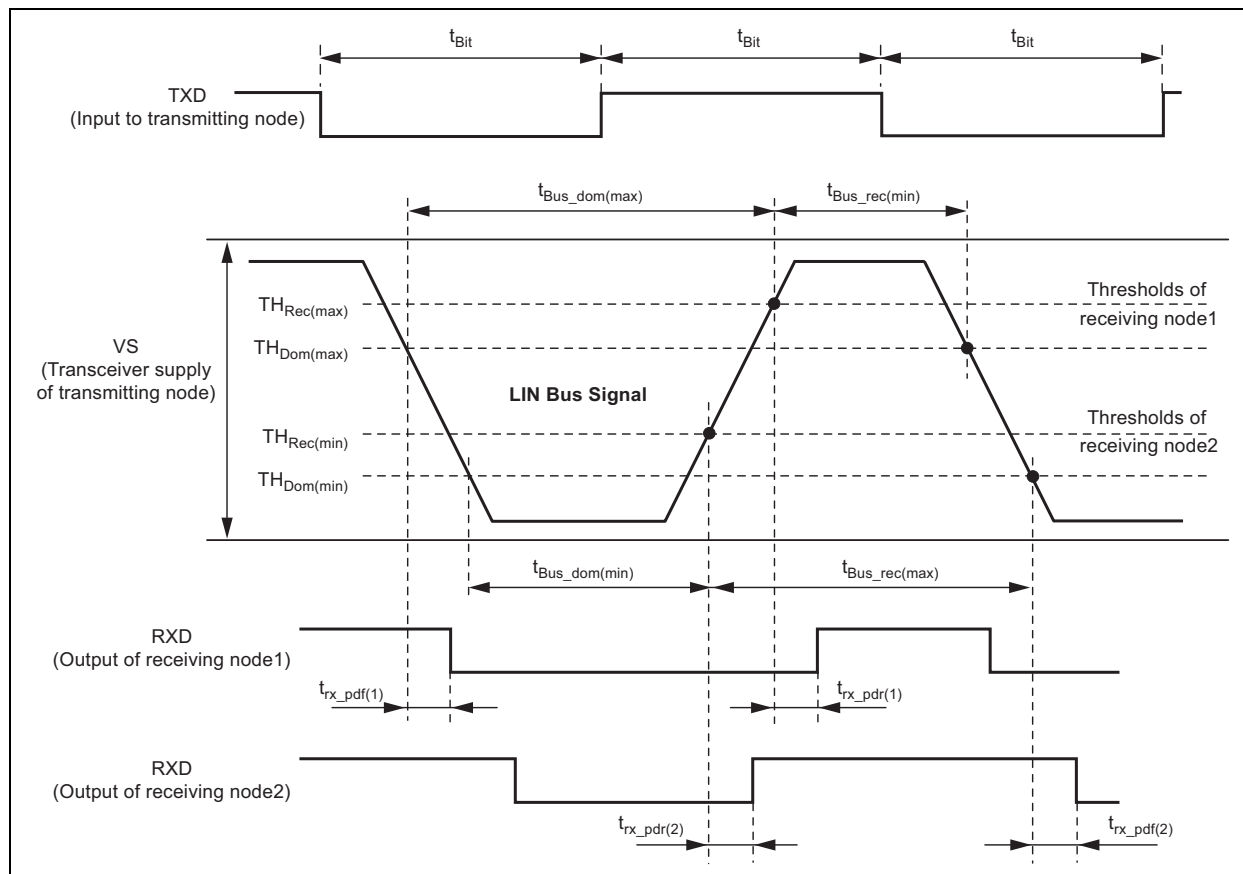 tBit
tBit
tBit
TXD
(Input to transmitting node)
tBus_dom(max)
tBus_rec(min)
THRec(max)
Thresholds of
receiving node1
THDom(max)
VS
(Transceiver supply
of transmitting node)
LIN Bus Signal
THRec(min)
Thresholds of
receiving node2
THDom(min)
tBus_dom(min)
tBus_rec(max)
RXD
(Output of receiving node1)
trx_pdf(1)
trx_pdr(1)
RXD
(Output of receiving node2)
trx_pdr(2)
trx_pdf(2)